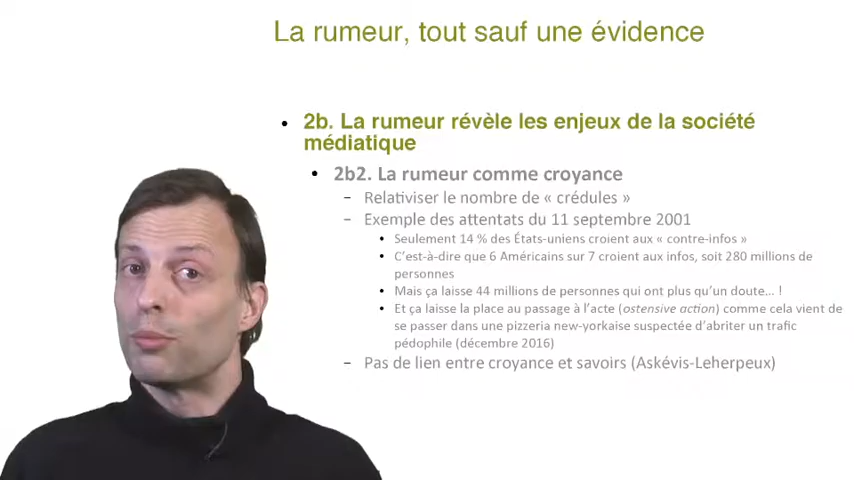 La rumeur, tout sauf une évidence
• 2b. La rumeur révèle les enjeux de la société
médiatique
• 2b2. La rumeur comme croyance
– Relativiser le nombre de « crédules »
– Exemple des attentats du 11 septembre 2001
• Seulement 14 % des États-uniens croient aux « contre-infos »
• C'est-à-dire que 6 Américains sur 7 croient aux infos, soit 280 millions de
personnes
• Mais ça laisse 44 millions de personnes qui ont plus qu'un doute... !
• Et ça laisse la place au passage à l'acte (ostensive action) comme cela vient de
se passer dans une pizzeria new-yorkaise suspectée d'abriter un trafic
pédophile (décembre 2016)
– Pas de lien entre croyance et savoirs (Askévis-Leherpeux)